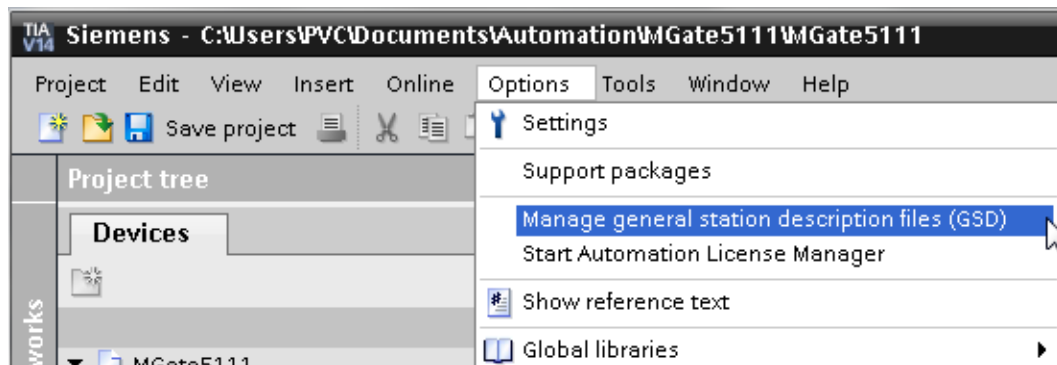 TIA V14 Siemens - C:\Users\PVC\Documents\Automation\MGate5111\MGate5111
Project Edit View Insert Online Options Tools Window Help
Save project
Settings
Support packages
Project tree
Manage general station description files (GSD)
Devices
Start Automation License Manager
Show reference text
Global libraries
works
MGate5111